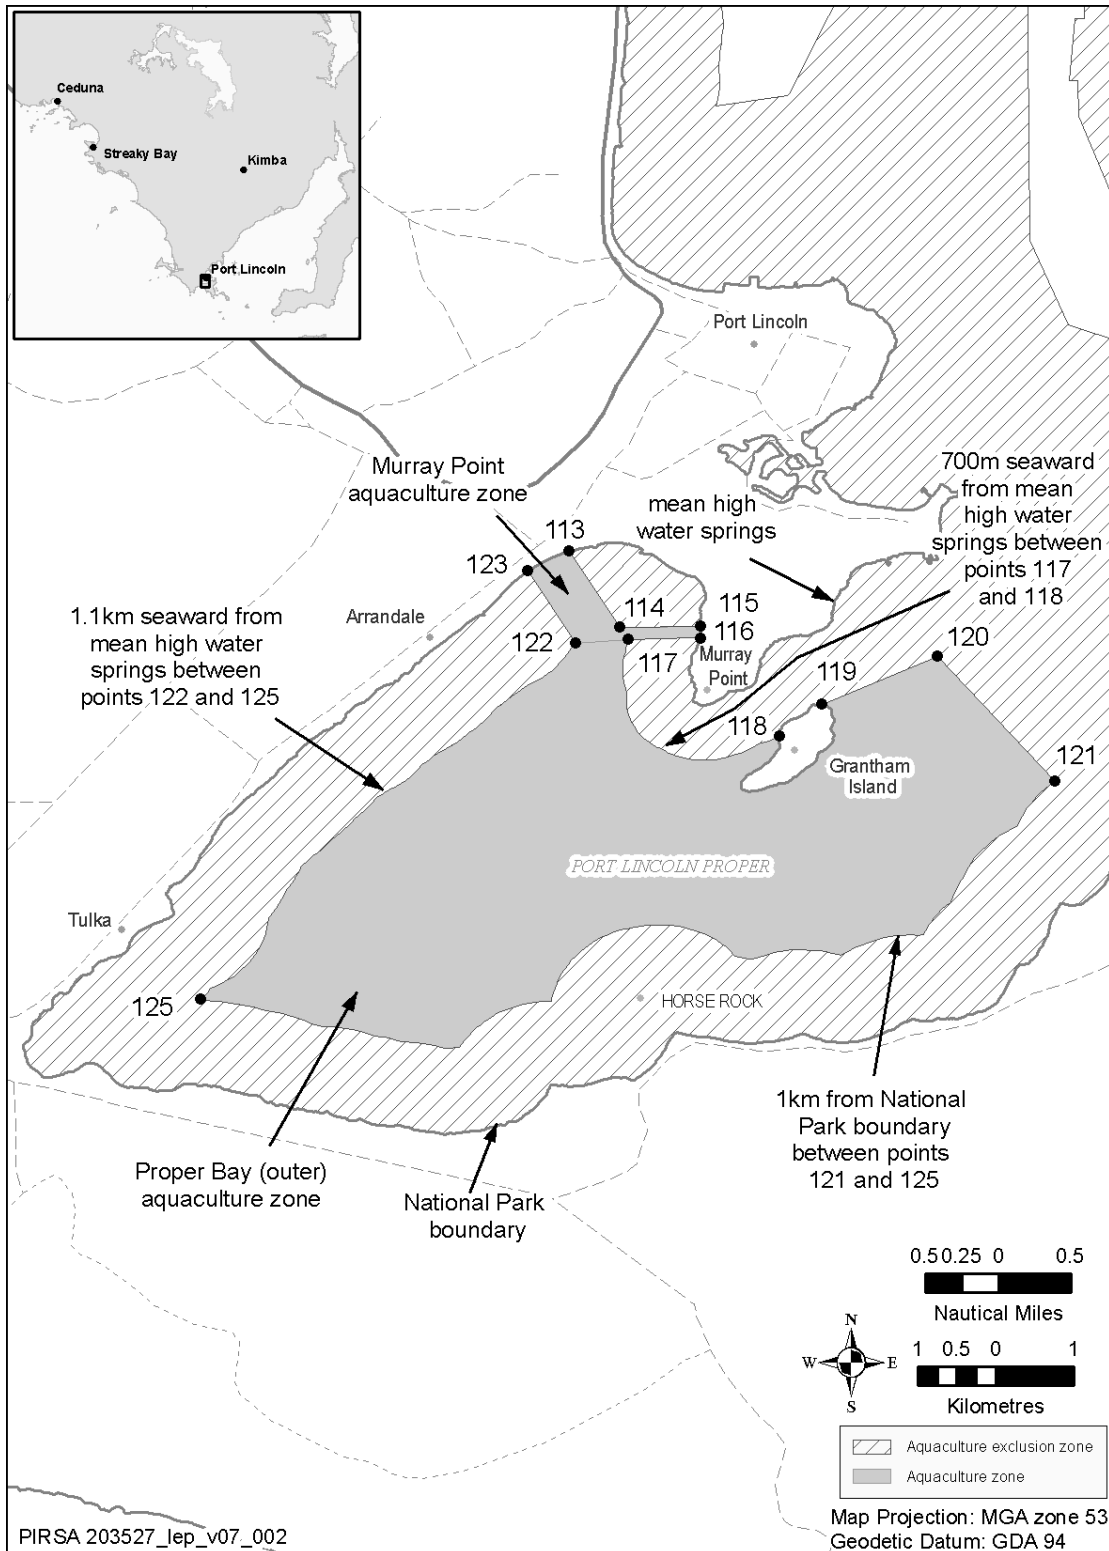 Ceduna
Streaky Bay
Kimba
Port Lincoln
Port Lincoln
Murray Point
aquaculture zone
mean high
water springs
700m seaward
from mean
high water
springs between
points 117
and 118
113
123
114
115
116
Arrandale
122
117
Murray
Point
120
119
118
1.1km seaward from
mean high water
springs between
points 122 and 125
Grantham
Island
121
PORT LINCOLN PROPER
Tulka
125
HORSE ROCK
1km from National
Park boundary
between points
121 and 125
Proper Bay (outer)
aquaculture zone
National Park
boundary
0.5 0.25 0 0.5
Nautical Miles
N
W E
S
1 0.5 0 1
Kilometres
Aquaculture exclusion zone
Aquaculture zone
Map Projection: MGA zone 53
Geodetic Datum: GDA 94
PIRSA 203527_lep_v07_002